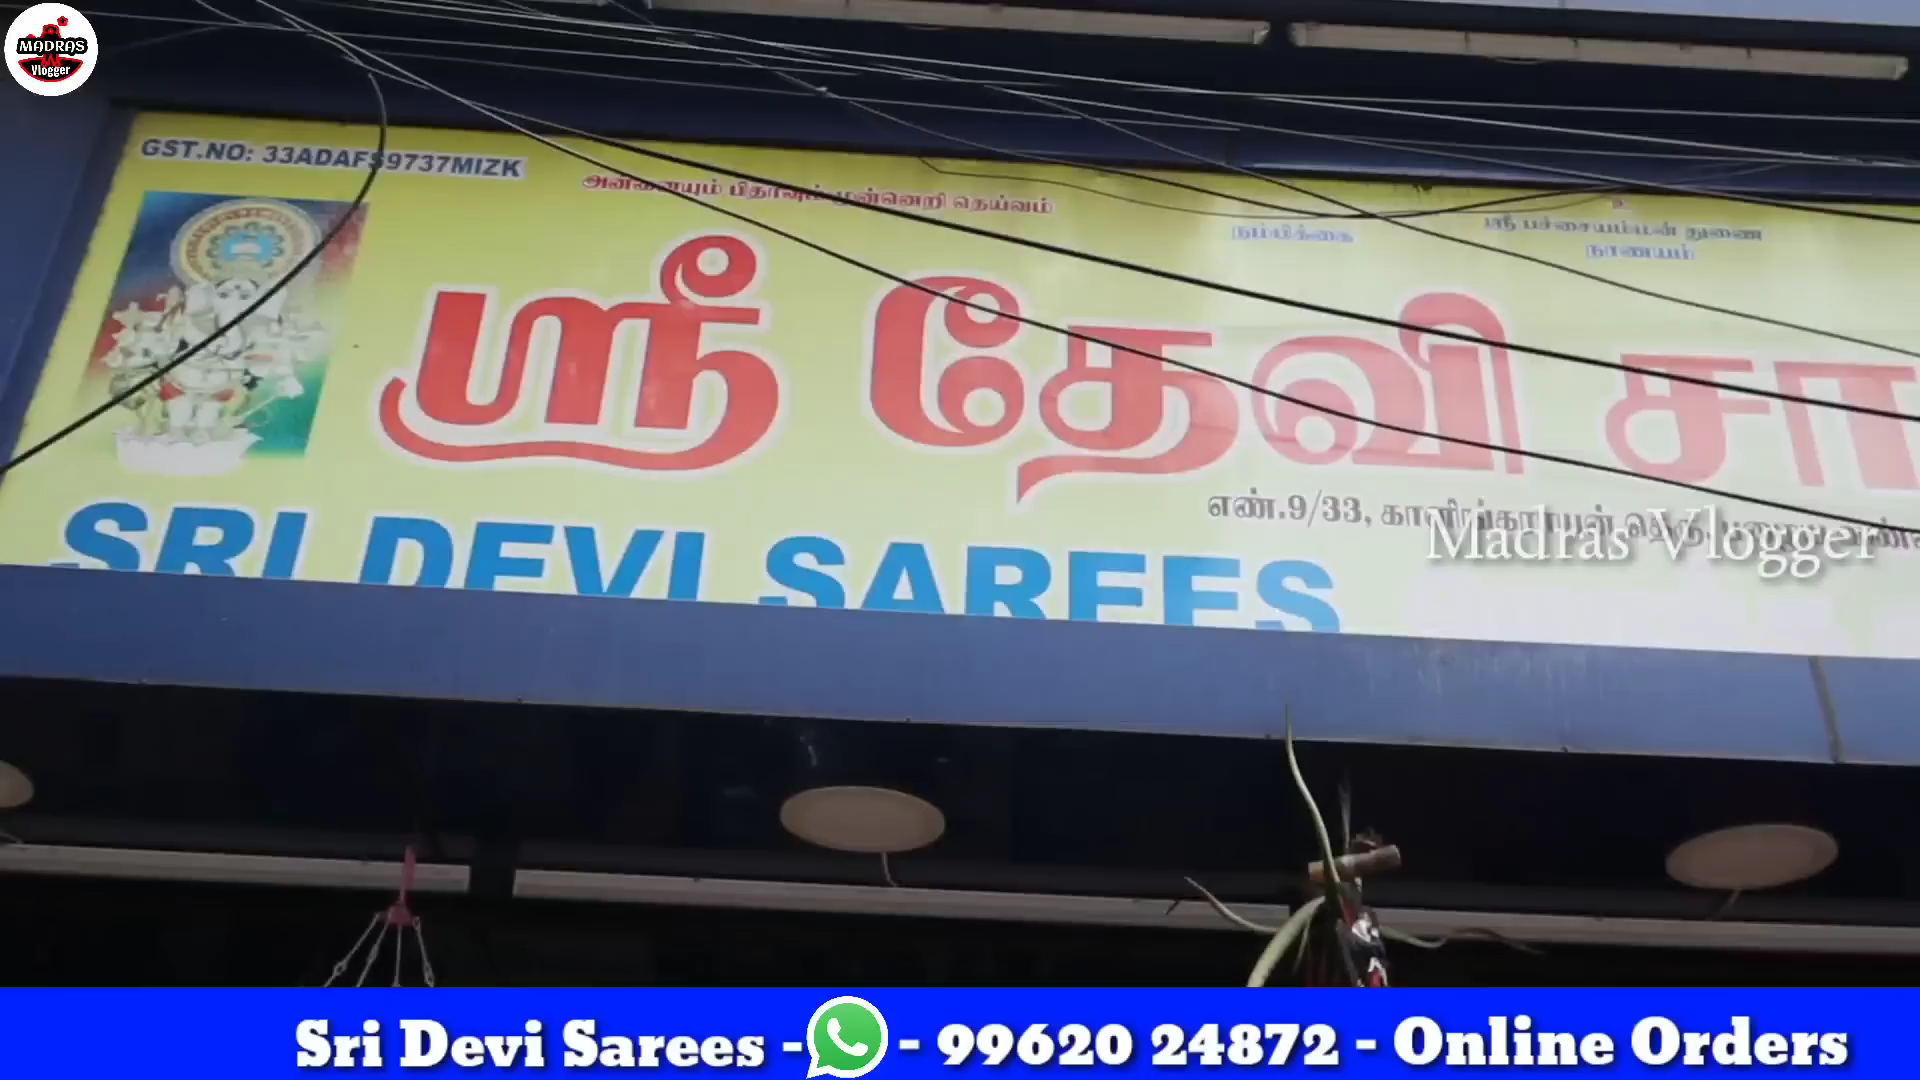 MADRAS
Vlogger
GST.NO: 33ADAFS9737MIZK
அன்னையும் பிதாவும் முன்னெறி தெய்வம்
உ
ஸ்ரீ பச்சையம்மன் துணை
நம்பிக்கை
நாணயம்
ஸ்ரீ தேவி சா
எண்.9/33, காளிங்கராயன் தெரு, பழைய
Madras Vlogger
SRI DEVI SAREES
Sri Devi Sarees - - 99620 24872 - Online Orders